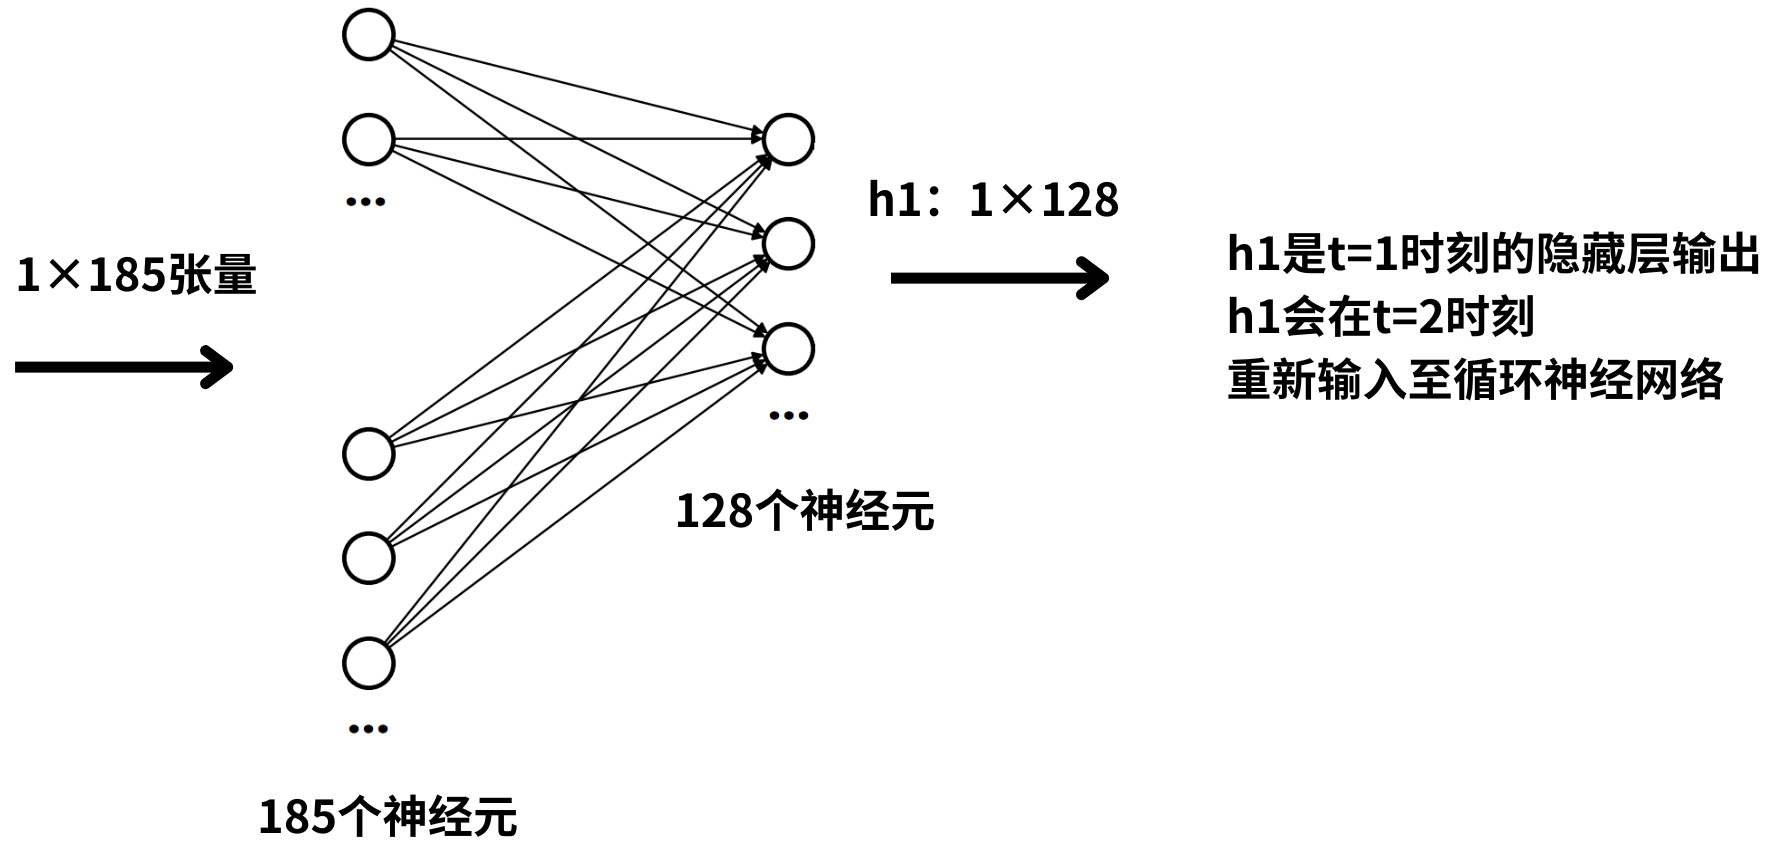 1×185张量
...
...
185个神经元
...
128个神经元
h1：1×128
h1是t=1时刻的隐藏层输出
h1会在t=2时刻
重新输入至循环神经网络